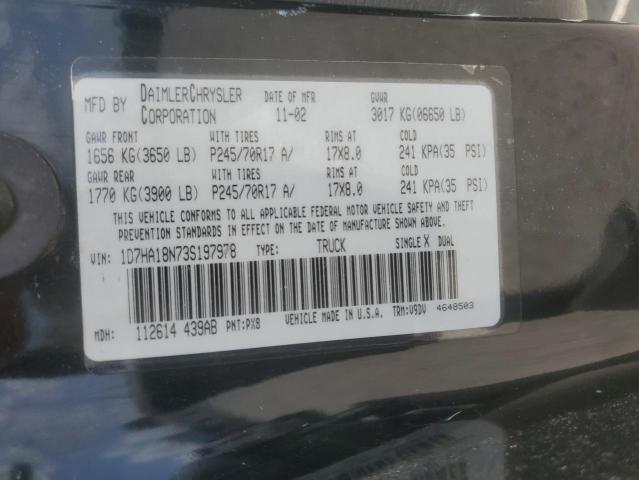 MFD BY DAIMLERCHRYSLER CORPORATION DATE OF MFR 11-02 GVWR 3017 KG(06650 LB)
GAWR FRONT WITH TIRES RIMS AT COLD
1656 KG(3650 LB) P245/70R17 A/ 17X8.0 241 KPA(35 PSI)
GAWR REAR WITH TIRES RIMS AT COLD
1770 KG(3900 LB) P245/70R17 A/ 17X8.0 241 KPA(35 PSI)
THIS VEHICLE CONFORMS TO ALL APPLICABLE FEDERAL MOTOR VEHICLE SAFETY AND THEFT
PREVENTION STANDARDS IN EFFECT ON THE DATE OF MANUFACTURE SHOWN ABOVE.
VIN: 1D7HA18N73S197978 TYPE: TRUCK SINGLE X DUAL
MDH: 112614 439AB PNT:PX8 VEHICLE MADE IN U.S.A. TRM:V9DV 4648503